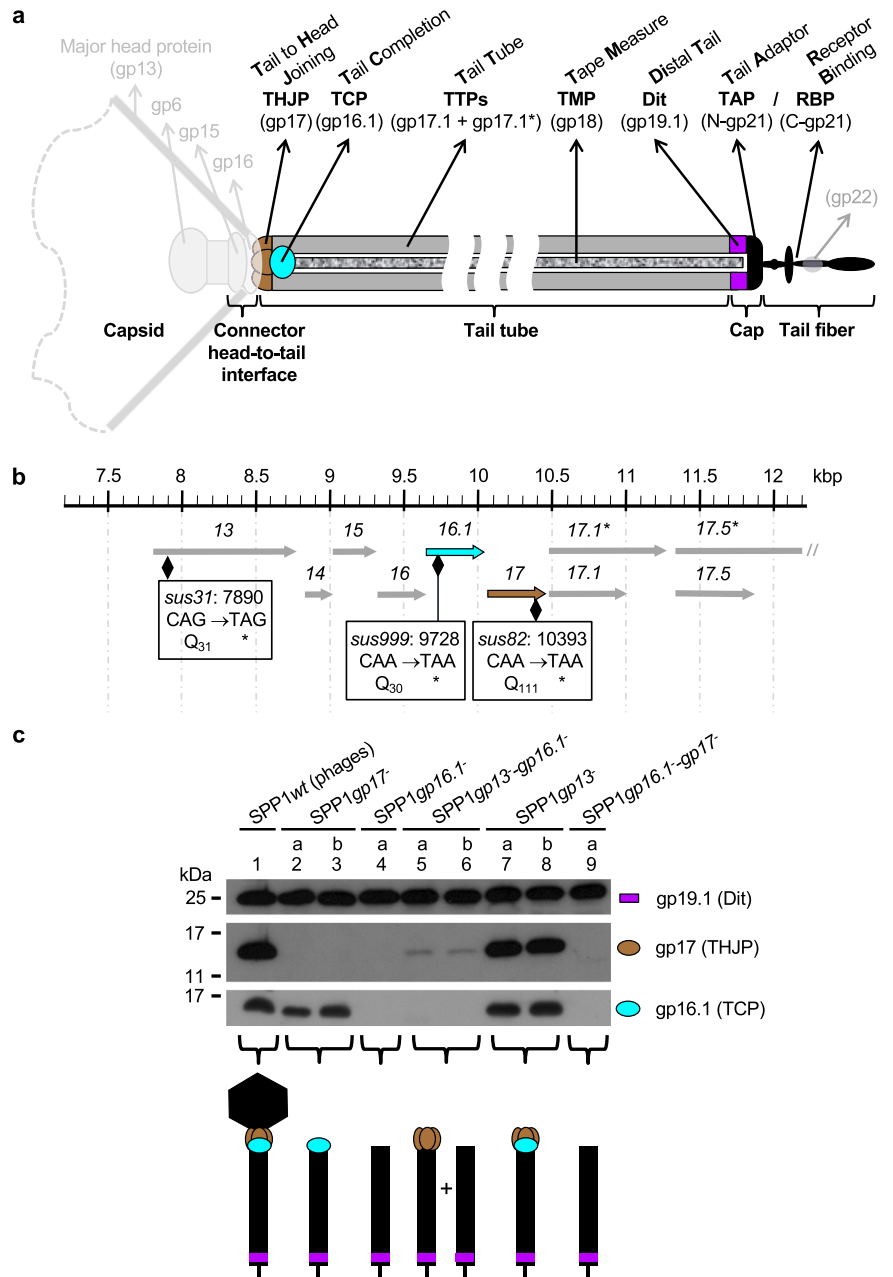 a
Major head protein
(gp13)
gp6
gp15
gp16
Tail to Head
Joining
THJP
(gp17)
Tail Completion
TCP
(gp16.1)
Tail Tube
TTPs
(gp17.1 + gp17.1*)
Tape Measure
TMP
(gp18)
Distal Tail
Dit
(gp19.1)
Tail Adaptor
TAP
(N-gp21)
/
Receptor
Binding
RBP
(C-gp21)
(gp22)
Capsid
Connector
head-to-tail
interface
Tail tube
Cap
Tail fiber
b
7.5 8 8.5 9 9.5 10 10.5 11 11.5 12 kbp
13 15 16.1 17.1* 17.5*
//
14 16 17 17.1 17.5
sus31: 7890
CAG →TAG
Q31 *
sus999: 9728
CAA →TAA
Q30 *
sus82: 10393
CAA →TAA
Q111 *
c
SPP1wt (phages)
SPP1gp17-
SPP1gp16.1-
SPP1gp13-gp16.1-
SPP1gp13-
SPP1gp16.1-gp17-
a b a a b a b a
1 2 3 4 5 6 7 8 9
kDa
25
gp19.1 (Dit)
17
gp17 (THJP)
11
17
gp16.1 (TCP)
+